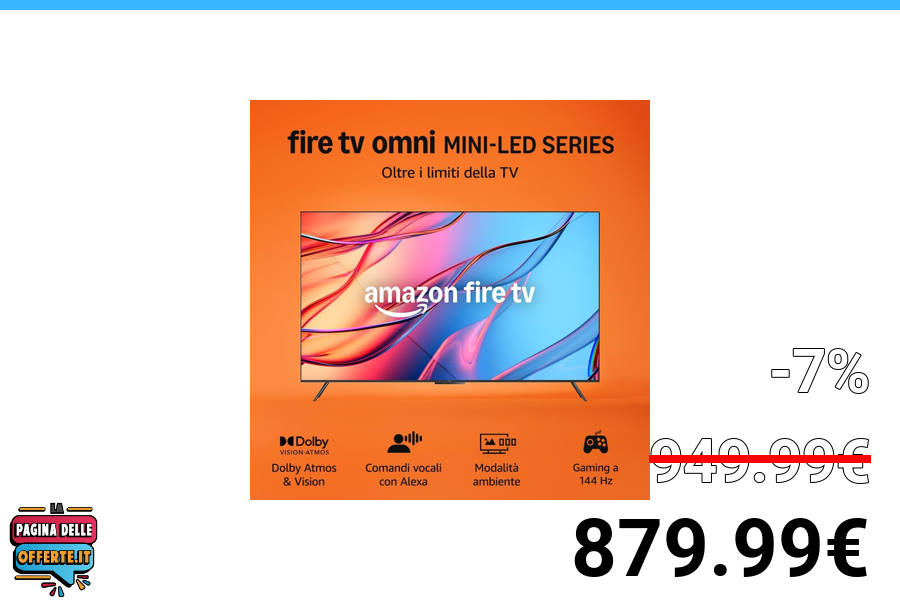 fire tv omni MINI-LED SERIES
Oltre i limiti della TV
amazon fire tv
Dolby
VISION·ATMOS
Dolby Atmos
& Vision
Comandi vocali
con Alexa
Modalità
ambiente
Gaming a
144 Hz
-7%
949.99€
879.99€
LA
PAGINA DELLE
OFFERTE.IT